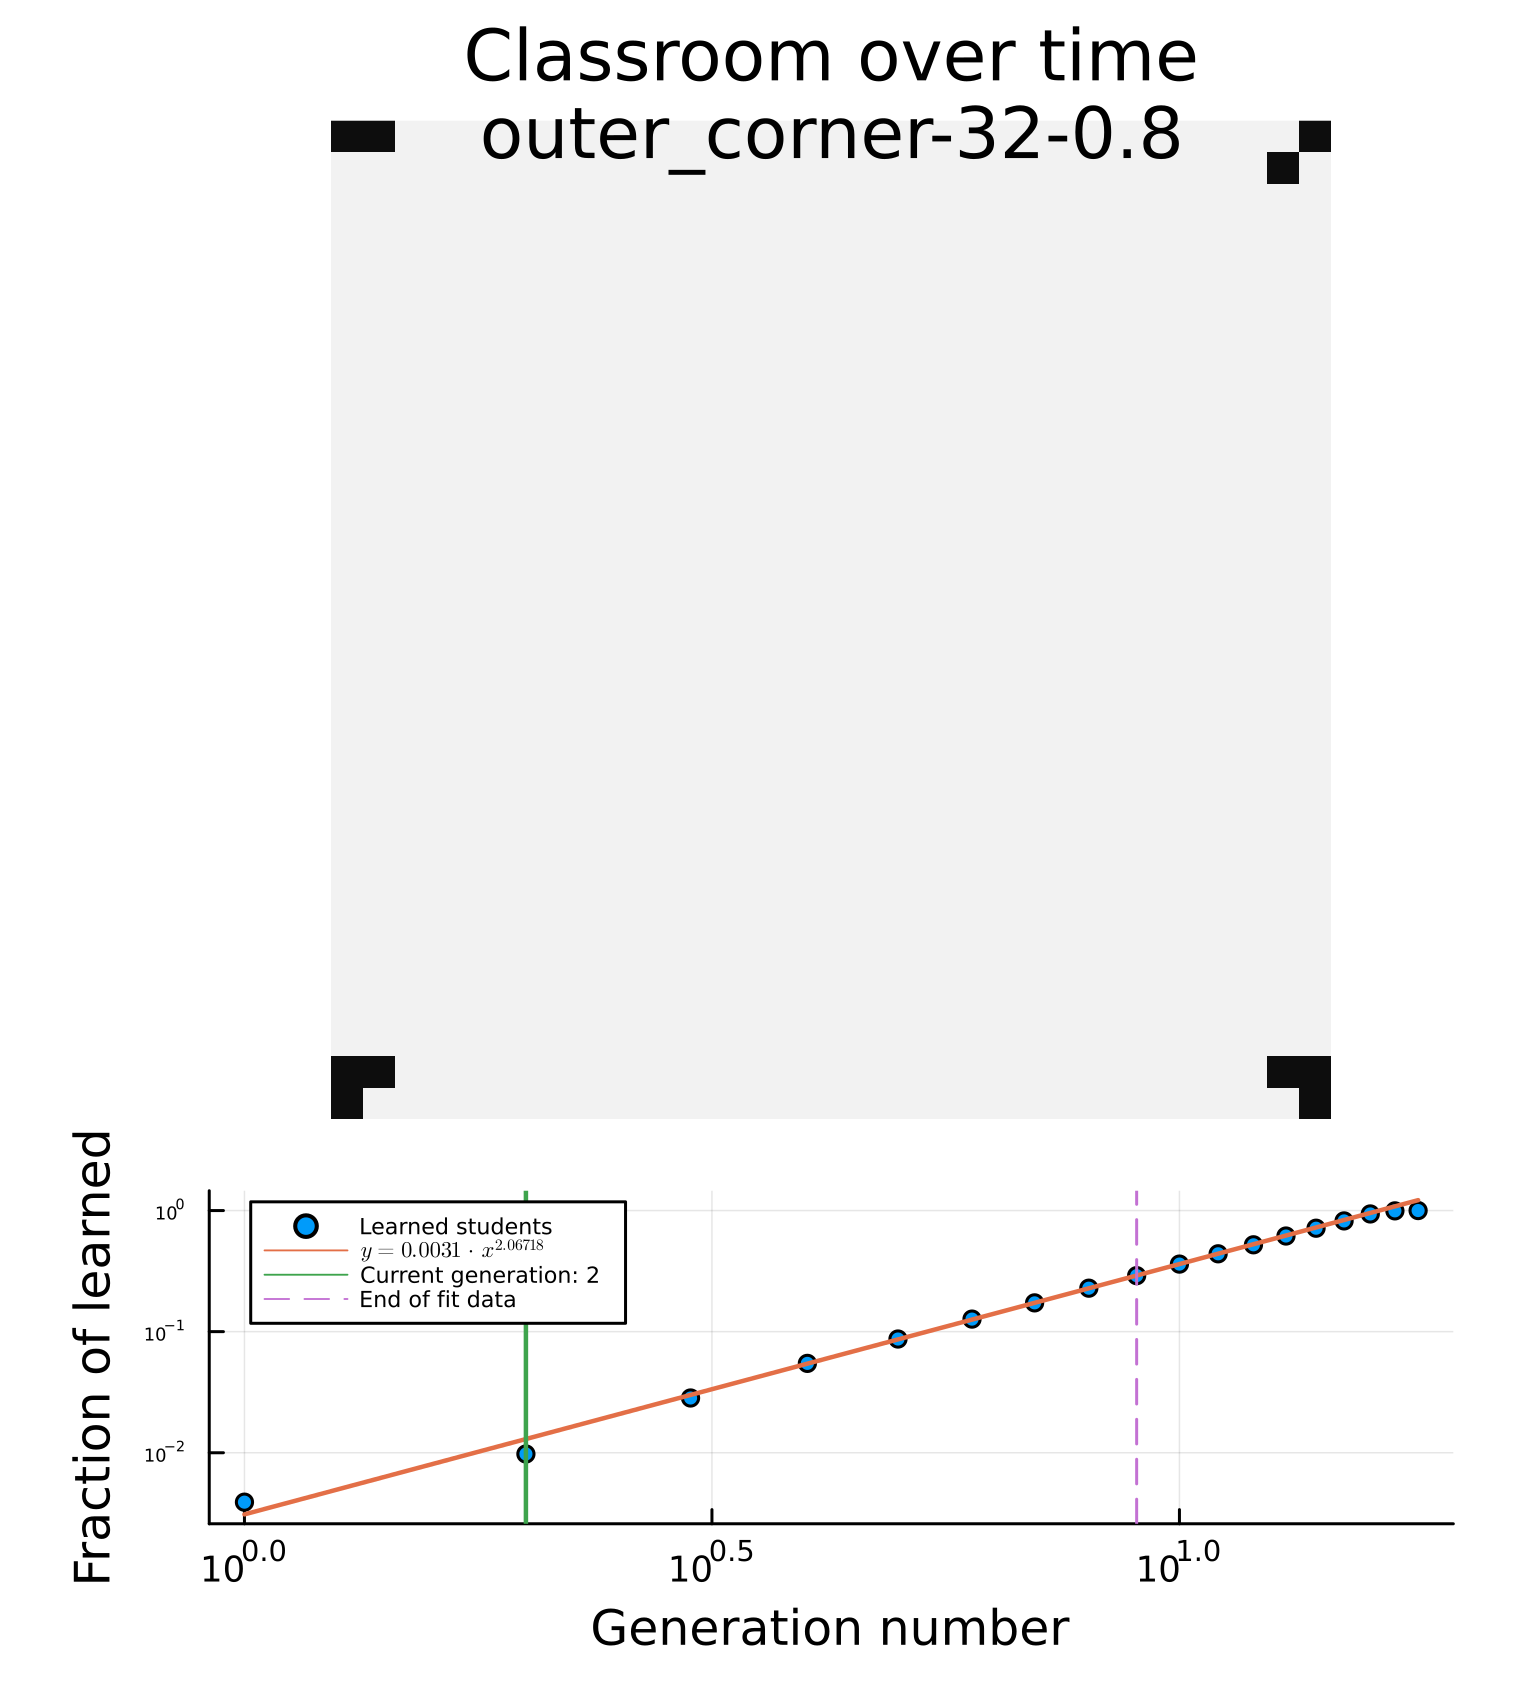 Classroom over time
outer_corner-32-0.8
Fraction of learned
10⁰
10⁻¹
10⁻²
Learned students
y = 0.0031 · x^2.06718
Current generation: 2
End of fit data
10^0.0
10^0.5
10^1.0
Generation number